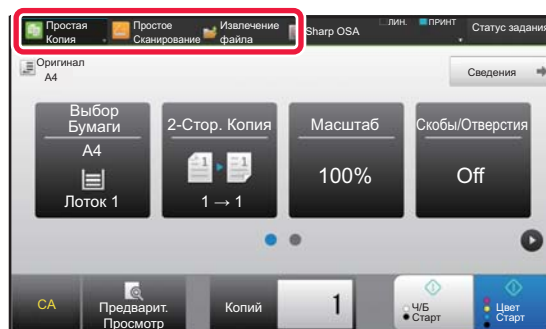 Простая
Копия
Простое
Сканирование
Извлечение
файла
Sharp OSA
ЛИН.
ПРИНТ
Статус задания
Оригинал
A4
Сведения
Выбор
Бумаги
A4
Лоток 1
2-Стор. Копия
1 1
1 → 1
Масштаб
100%
Скобы/Отверстия
Off
CA
Предварит.
Просмотр
Копий
1
Ч/Б
Старт
Цвет
Старт